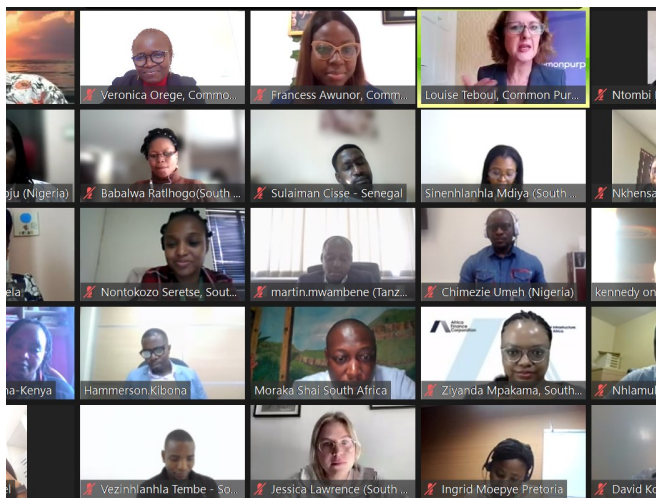 Veronica Orege, Commo...
Francess Awunor, Comm...
monpurp
Louise Teboul, Common Pur...
Ntombi
oju (Nigeria)
Babalwa Ratlhogo(South ...
Sulaiman Cisse - Senegal
Sinenhlanhla Mdiya (South ...
Nkhensa
ela
Nontokozo Seretse, Sout...
martin.mwambene (Tanz...
Chimezie Umeh (Nigeria)
kennedy on
na-Kenya
Hammerson.Kibona
Moraka Shai South Africa
Africa
Finance
Corporation
Ziyanda Mpakama, South...
Nhlamul
el
Vezinhlanhla Tembe - So...
Jessica Lawrence (South ...
Ingrid Moepye Pretoria
David Ko